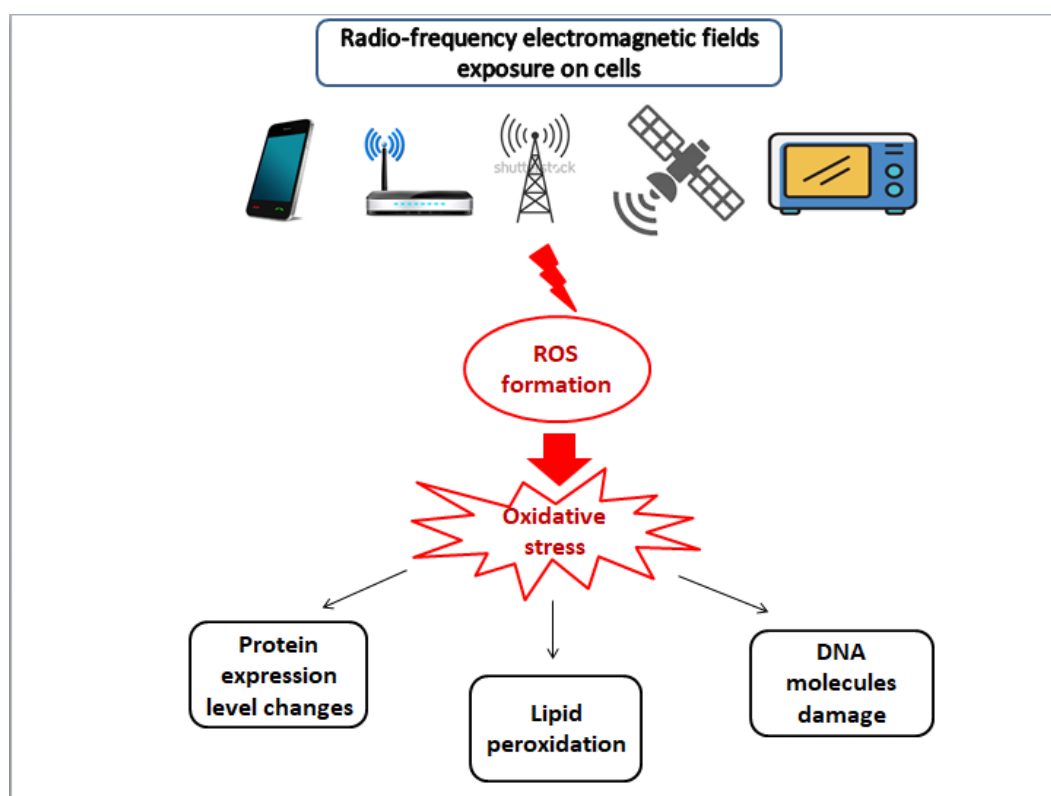 Radio-frequency electromagnetic fields
exposure on cells
shutterstock
ROS
formation
Oxidative
stress
Protein
expression
level changes
Lipid
peroxidation
DNA
molecules
damage